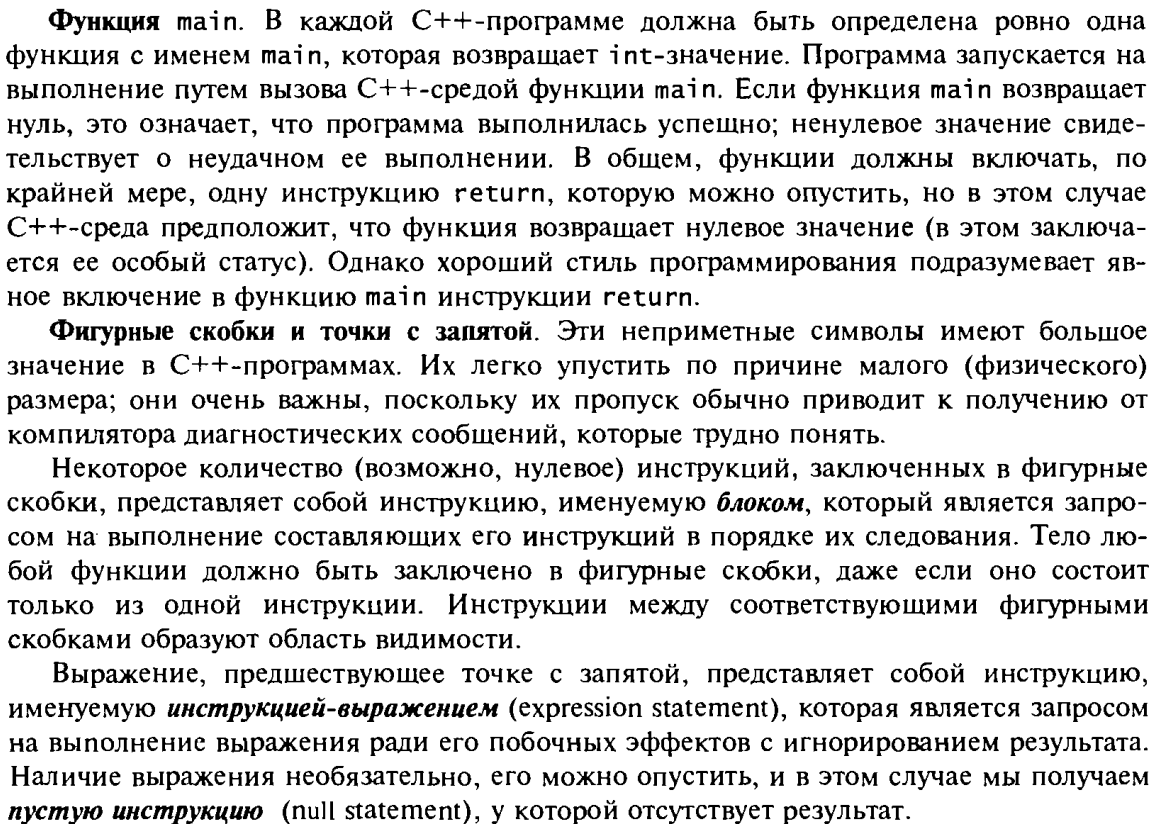 Функция main. В каждой C++-программе должна быть определена ровно одна
функция с именем main, которая возвращает int-значение. Программа запускается на
выполнение путем вызова C++-средой функции main. Если функция main возвращает
нуль, это означает, что программа выполнилась успешно; ненулевое значение свиде-
тельствует о неудачном ее выполнении. В общем, функции должны включать, по
крайней мере, одну инструкцию return, которую можно опустить, но в этом случае
C++-среда предположит, что функция возвращает нулевое значение (в этом заключа-
ется ее особый статус). Однако хороший стиль программирования подразумевает яв-
ное включение в функцию main инструкции return.
Фигурные скобки и точки с запятой. Эти неприметные символы имеют большое
значение в C++-программах. Их легко упустить по причине малого (физического)
размера; они очень важны, поскольку их пропуск обычно приводит к получению от
компилятора диагностических сообщений, которые трудно понять.
Некоторое количество (возможно, нулевое) инструкций, заключенных в фигурные
скобки, представляет собой инструкцию, именуемую блоком, который является запро-
сом на выполнение составляющих его инструкций в порядке их следования. Тело лю-
бой функции должно быть заключено в фигурные скобки, даже если оно состоит
только из одной инструкции. Инструкции между соответствующими фигурными
скобками образуют область видимости.
Выражение, предшествующее точке с запятой, представляет собой инструкцию,
именуемую инструкцией-выражением (expression statement), которая является запросом
на выполнение выражения ради его побочных эффектов с игнорированием результата.
Наличие выражения необязательно, его можно опустить, и в этом случае мы получаем
пустую инструкцию (null statement), у которой отсутствует результат.